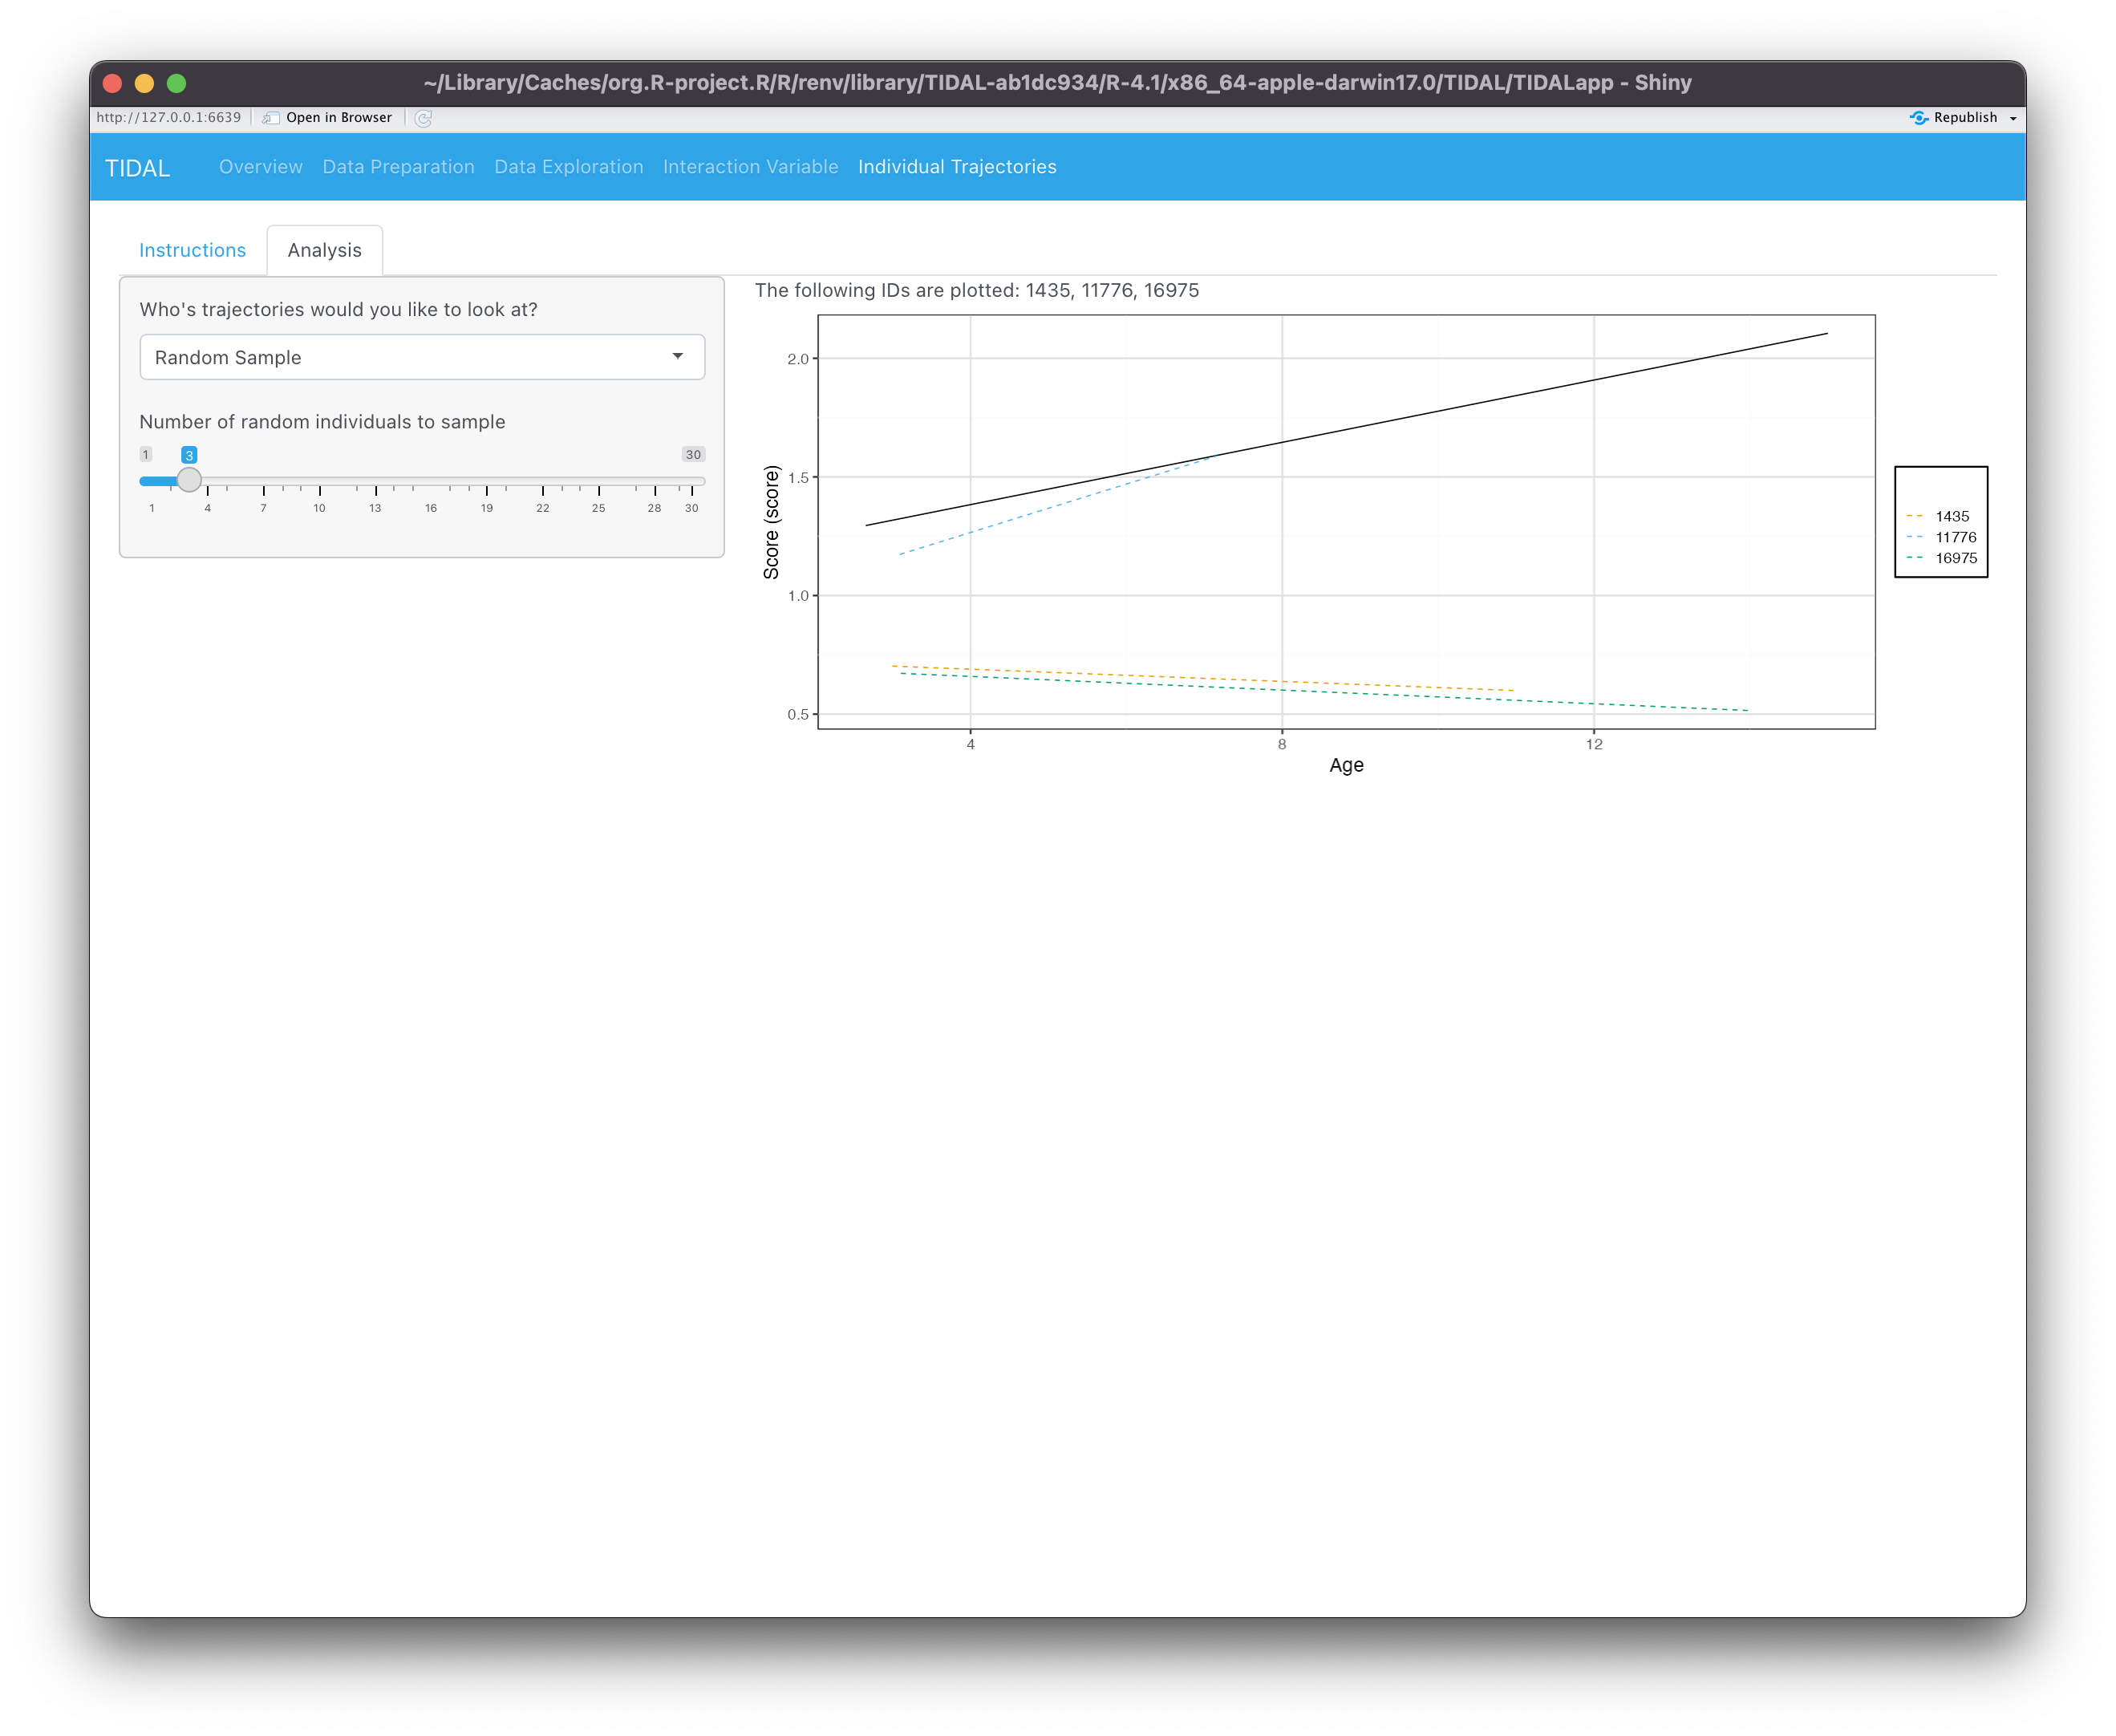 ~/Library/Caches/org.R-project.R/R/renv/library/TIDAL-ab1dc934/R-4.1/x86_64-apple-darwin17.0/TIDAL/TIDALapp - Shiny
http://127.0.0.1:6639 Open in Browser Republish
TIDAL Overview Data Preparation Data Exploration Interaction Variable Individual Trajectories
Instructions Analysis
Who's trajectories would you like to look at?
Random Sample
Number of random individuals to sample
1 3 30
1 4 7 10 13 16 19 22 25 28 30
The following IDs are plotted: 1435, 11776, 16975
Score (score)
2.0
1.5
1.0
0.5
4 8 12
Age
1435
11776
16975